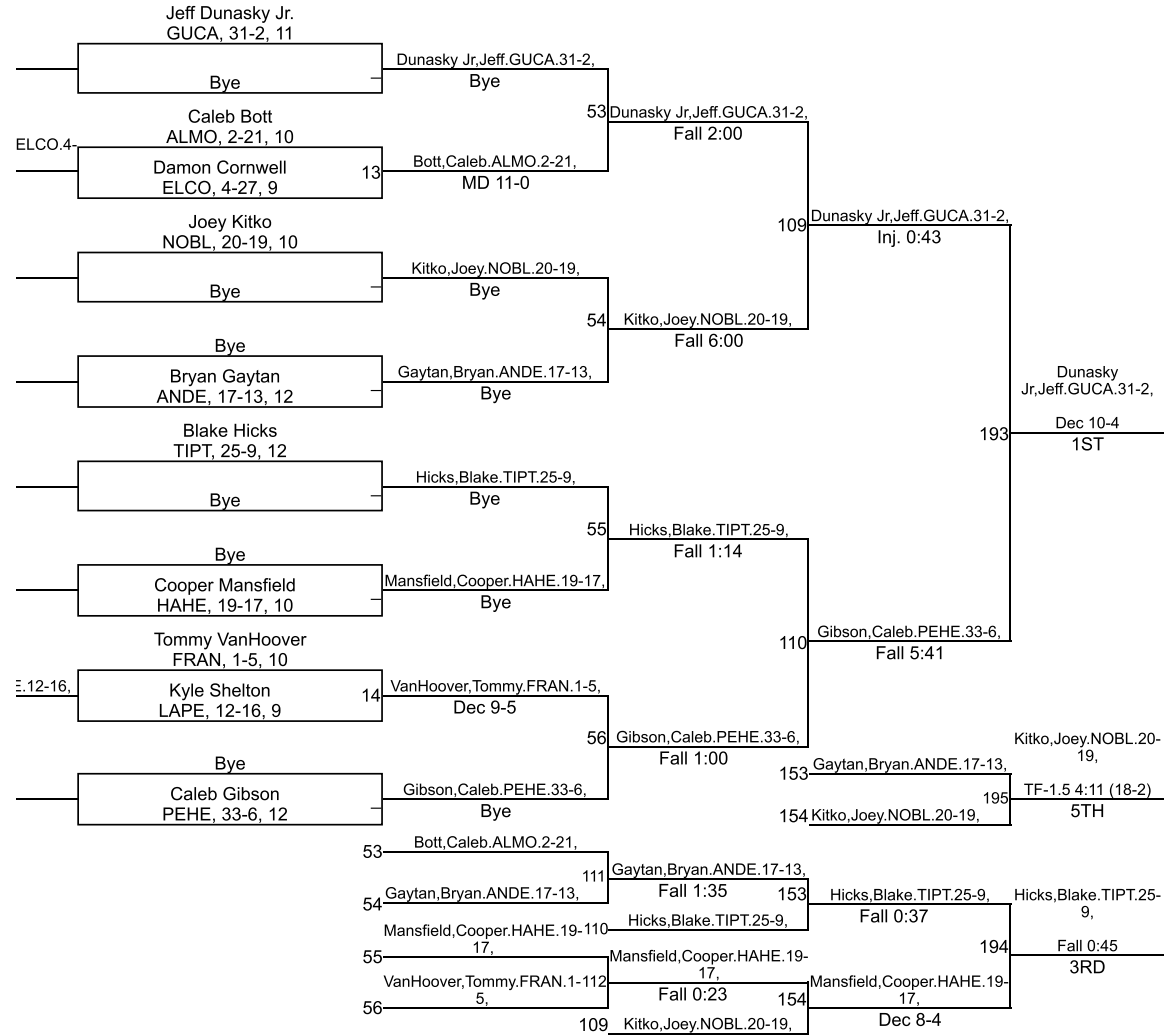 Jeff Dunasky Jr.
GUCA, 31-2, 11
Dunasky Jr,Jeff.GUCA.31-2,
Bye
Bye
53
Dunasky Jr,Jeff.GUCA.31-2,
Fall 2:00
Caleb Bott
ALMO, 2-21, 10
ELCO.4-
Damon Cornwell
ELCO, 4-27, 9
13
Bott,Caleb.ALMO.2-21,
MD 11-0
Joey Kitko
NOBL, 20-19, 10
109
Dunasky Jr,Jeff.GUCA.31-2,
Inj. 0:43
Kitko,Joey.NOBL.20-19,
Bye
Bye
54
Kitko,Joey.NOBL.20-19,
Fall 6:00
Bye
Bryan Gaytan
ANDE, 17-13, 12
Gaytan,Bryan.ANDE.17-13,
Bye
Dunasky
Jr,Jeff.GUCA.31-2,
193
Dec 10-4
1ST
Blake Hicks
TIPT, 25-9, 12
Hicks,Blake.TIPT.25-9,
Bye
Bye
55
Hicks,Blake.TIPT.25-9,
Fall 1:14
Bye
Cooper Mansfield
HAHE, 19-17, 10
Mansfield,Cooper.HAHE.19-17,
Bye
110
Gibson,Caleb.PEHE.33-6,
Fall 5:41
Tommy VanHoover
FRAN, 1-5, 10
E.12-16,
Kyle Shelton
LAPE, 12-16, 9
14
VanHoover,Tommy.FRAN.1-5,
Dec 9-5
56
Gibson,Caleb.PEHE.33-6,
Fall 1:00
Bye
Caleb Gibson
PEHE, 33-6, 12
Gibson,Caleb.PEHE.33-6,
Bye
153
Gaytan,Bryan.ANDE.17-13,
Kitko,Joey.NOBL.20-
19,
195
TF-1.5 4:11 (18-2)
5TH
154
Kitko,Joey.NOBL.20-19,
53
Bott,Caleb.ALMO.2-21,
111
Gaytan,Bryan.ANDE.17-13,
Fall 1:35
54
Gaytan,Bryan.ANDE.17-13,
153
Hicks,Blake.TIPT.25-9,
Fall 0:37
110
Hicks,Blake.TIPT.25-9,
Hicks,Blake.TIPT.25-
9,
55
Mansfield,Cooper.HAHE.19-
17,
194
Fall 0:45
3RD
112
Mansfield,Cooper.HAHE.19-
17,
Fall 0:23
56
VanHoover,Tommy.FRAN.1-
5,
154
Mansfield,Cooper.HAHE.19-
17,
Dec 8-4
109
Kitko,Joey.NOBL.20-19,